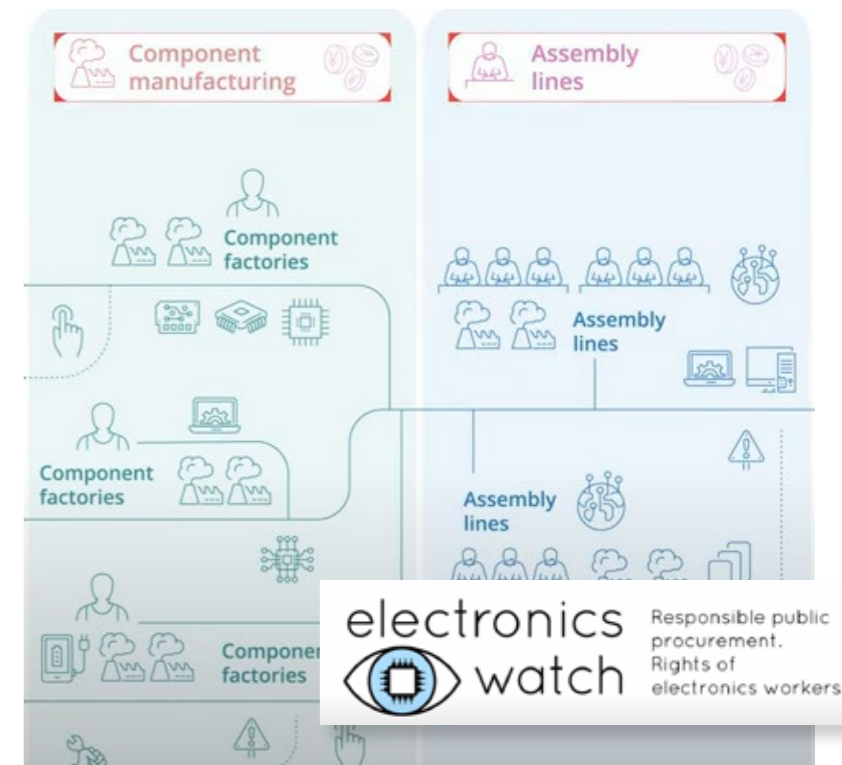 Component
manufacturing
Assembly
lines
Component
factories
Assembly
lines
Component
factories
Assembly
lines
factories
electronics
watch
Responsible public
procurement.
Rights of
electronics workers